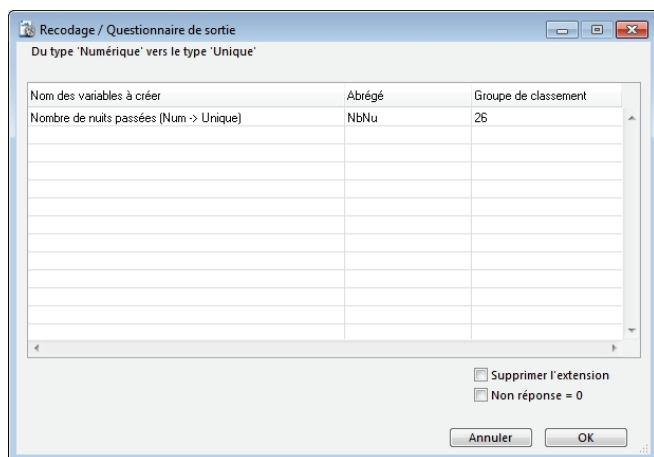 Recodage / Questionnaire de sortie
Du type 'Numérique' vers le type 'Unique'
Nom des variables à créer Abrégé Groupe de classement
Nombre de nuits passées (Num -> Unique) NbNu 26
Supprimer l'extension
Non réponse = 0
Annuler OK